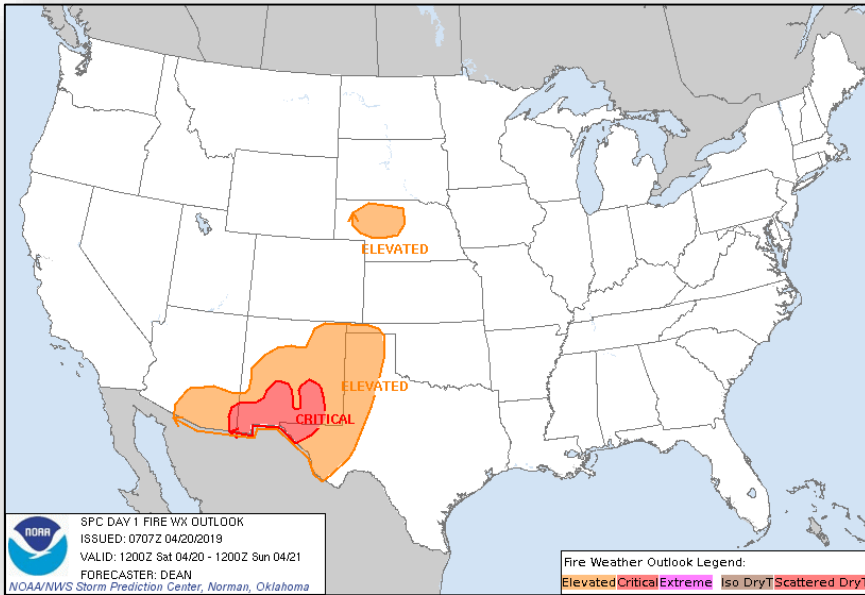 ELEVATED
ELEVATED
CRITICAL
NOAA
SPC DAY 1 FIRE WX OUTLOOK
ISSUED: 0707Z 04/20/2019
VALID: 1200Z Sat 04/20 - 1200Z Sun 04/21
FORECASTER: DEAN
NOAA/NWS Storm Prediction Center, Norman, Oklahoma
Fire Weather Outlook Legend:
Elevated Critical Extreme Iso DryT Scattered DryT